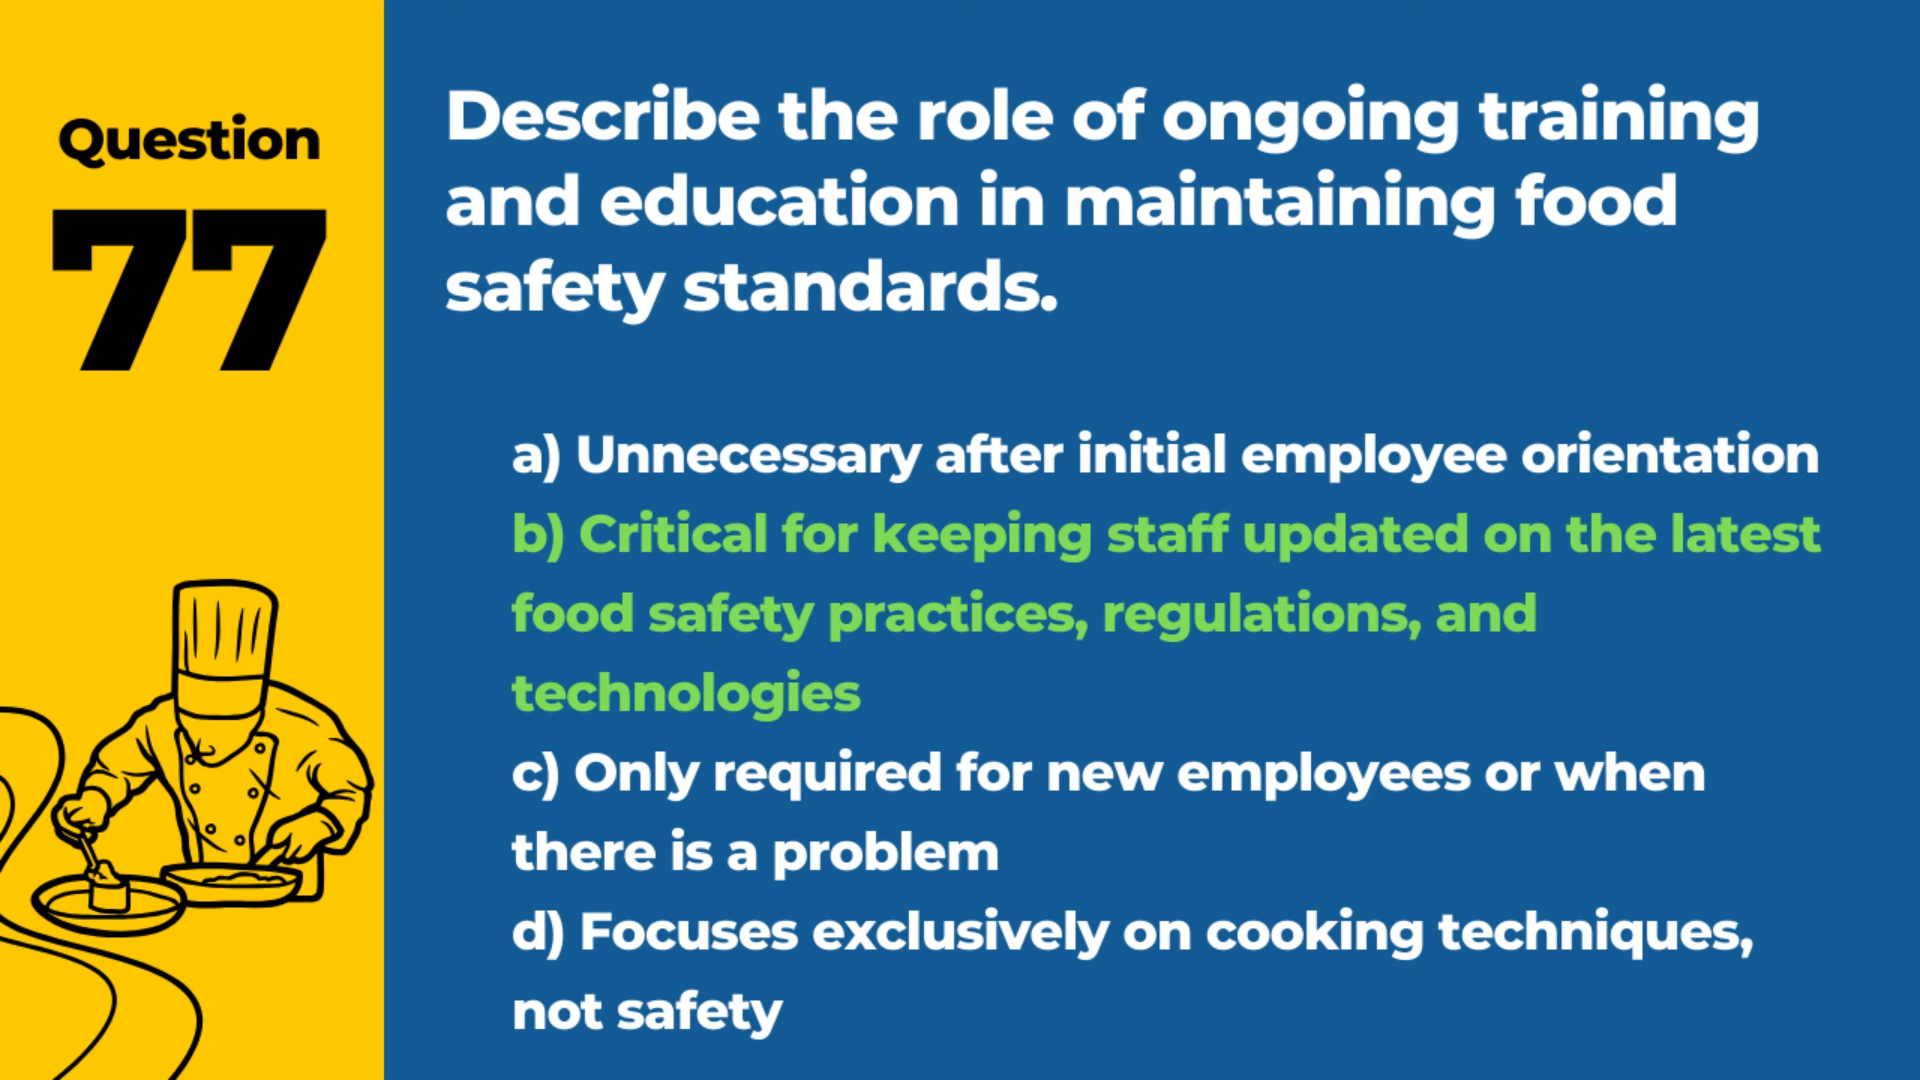 Question
77
Describe the role of ongoing training
and education in maintaining food
safety standards.
a) Unnecessary after initial employee orientation
b) Critical for keeping staff updated on the latest
food safety practices, regulations, and
technologies
c) Only required for new employees or when
there is a problem
d) Focuses exclusively on cooking techniques,
not safety